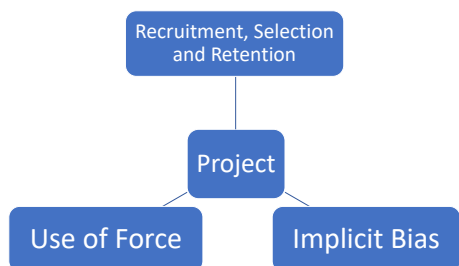 Recruitment, Selection
and Retention
Project
Use of Force
Implicit Bias